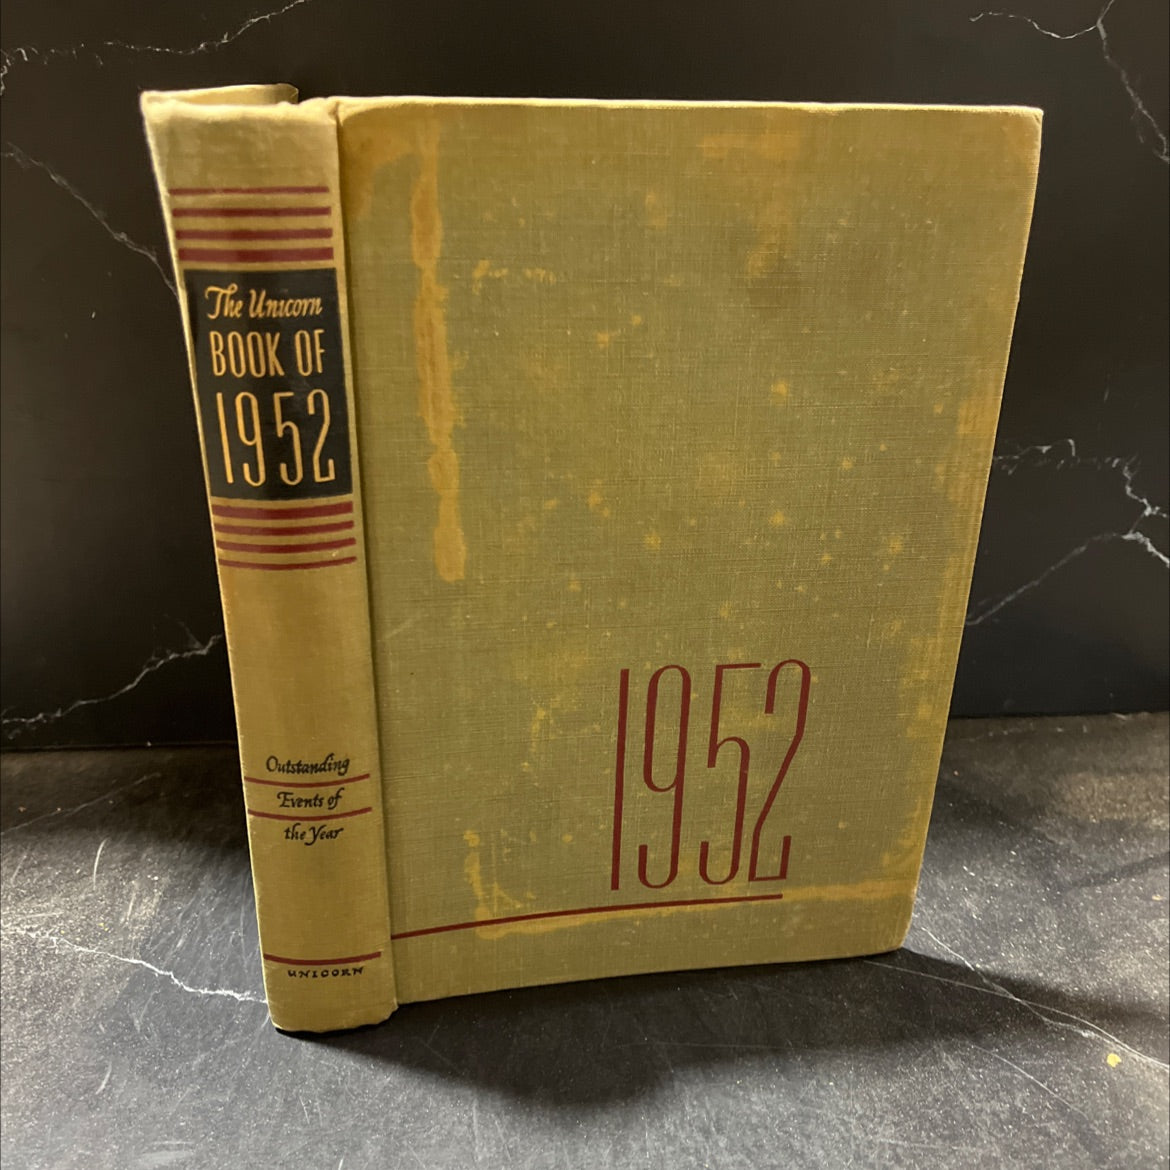 The Unicorn
BOOK OF
1952
Outstanding
Events of
the Year
UNICORN
1952